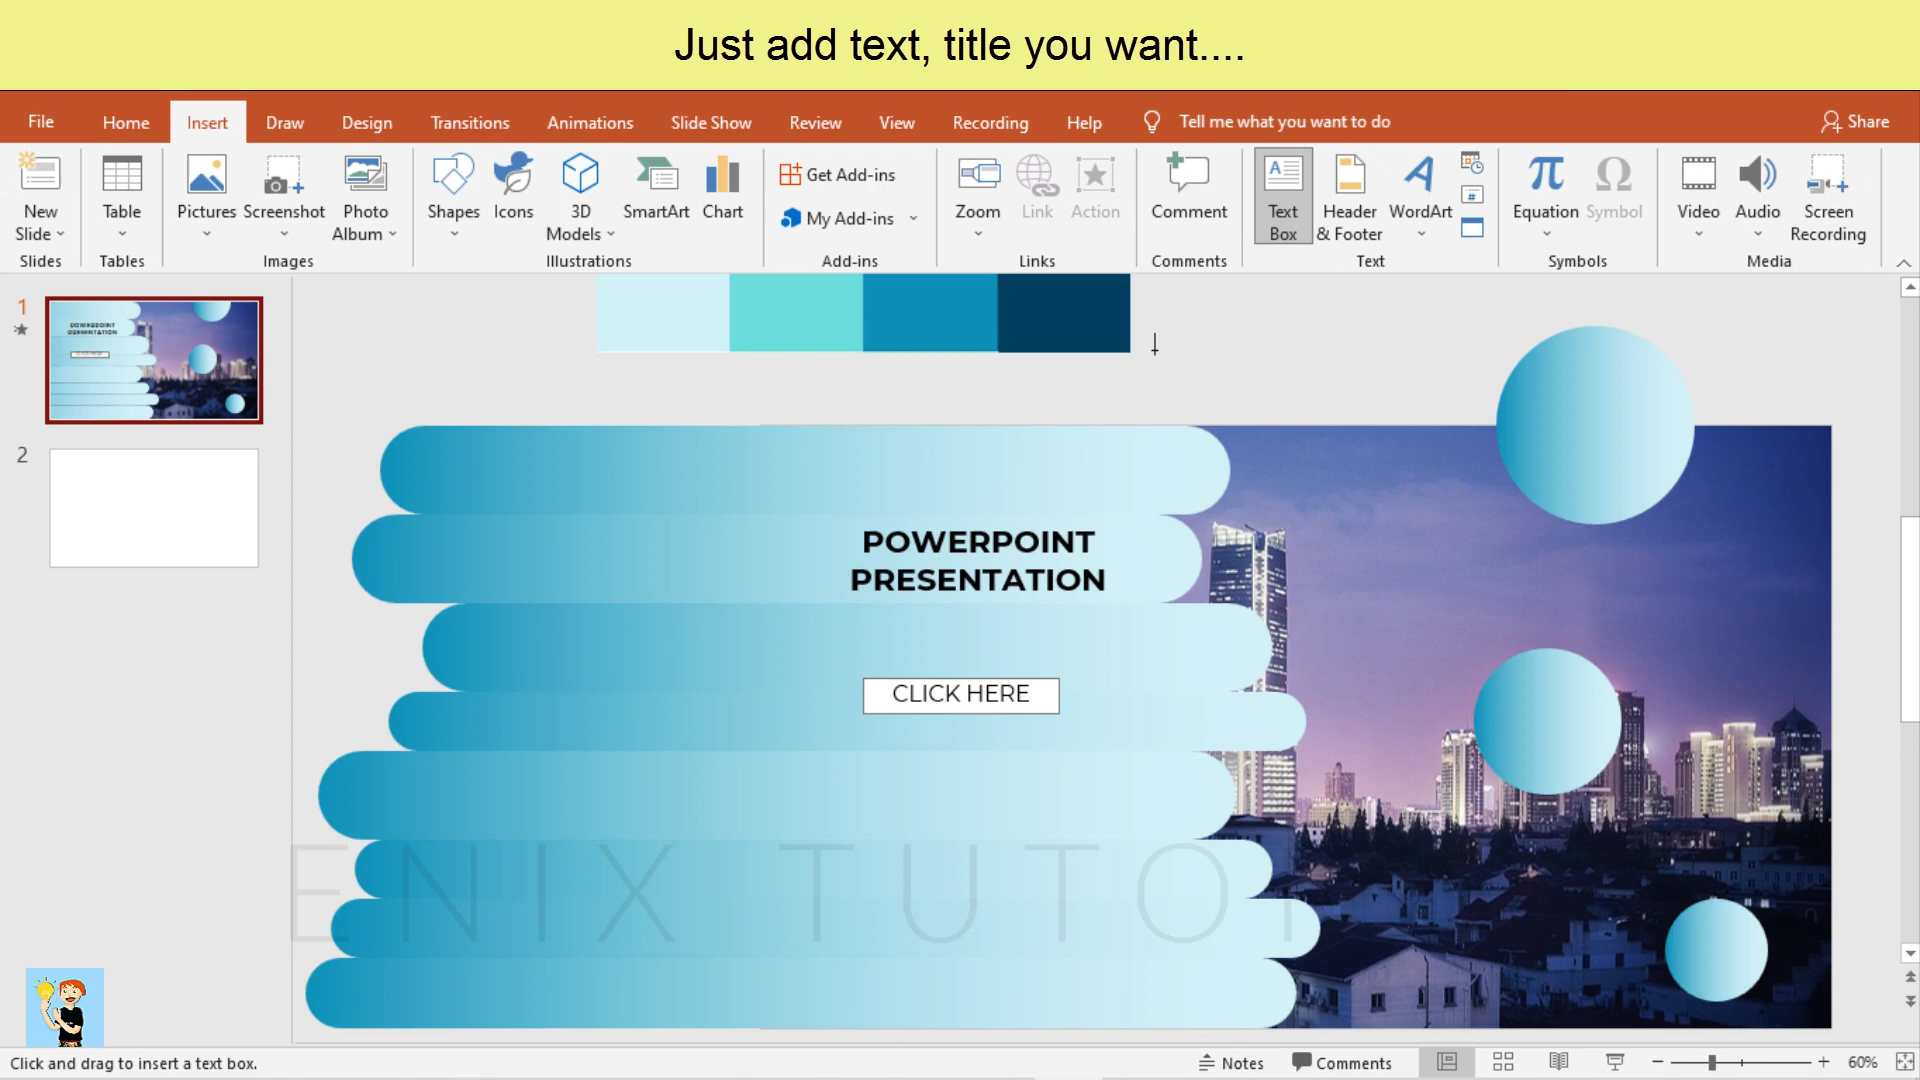 Just add text, title you want....
File Home Insert Draw Design Transitions Animations Slide Show Review View Recording Help Tell me what you want to do Share
New Slide
Table
Pictures
Screenshot
Photo Album
Shapes
Icons
3D Models
SmartArt
Chart
Get Add-ins
My Add-ins
Zoom
Link
Action
Comment
Text Box
Header & Footer
WordArt
Equation
Symbol
Video
Audio
Screen Recording
Slides Tables Images Illustrations Add-ins Links Comments Text Symbols Media
1
POWERPOINT
PRESENTATION
CLICK HERE
2
POWERPOINT
PRESENTATION
CLICK HERE
ENIX TUTO
Click and drag to insert a text box.
Notes Comments 60%